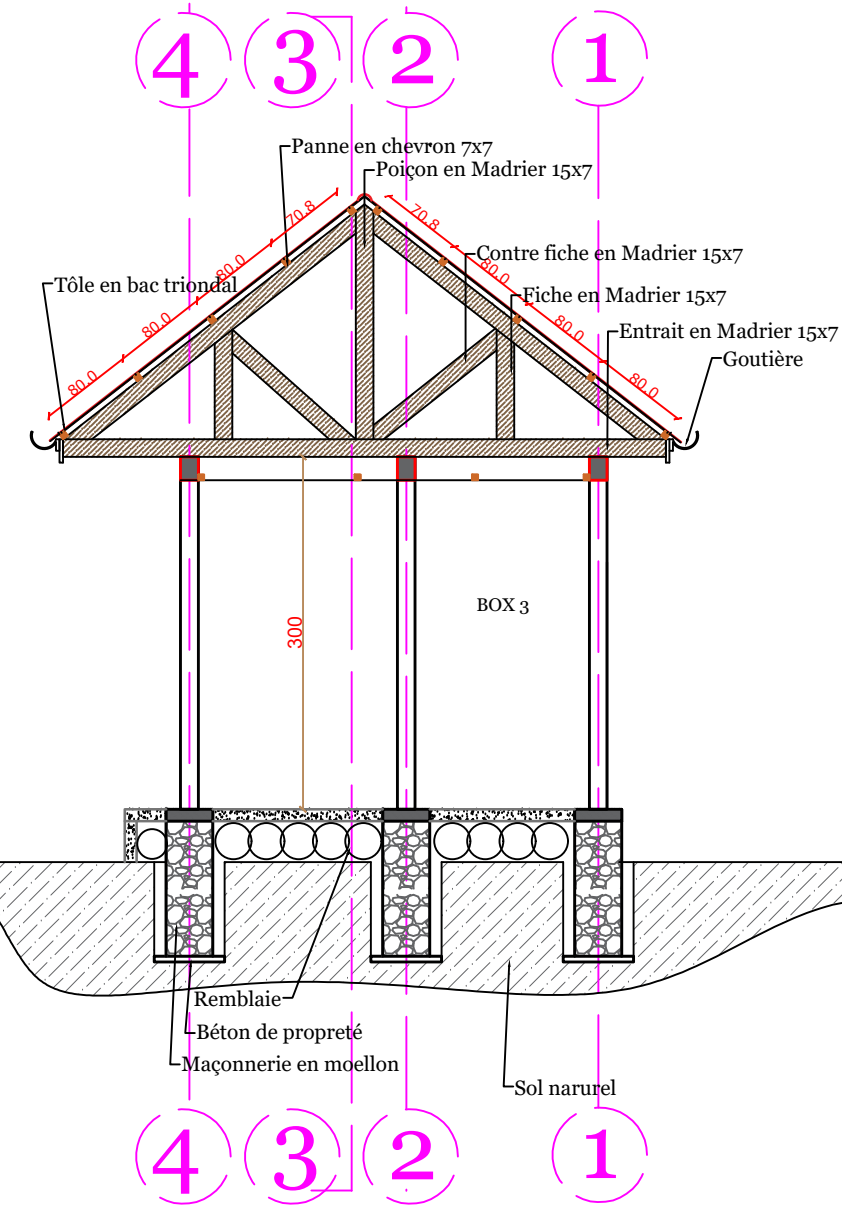 4 3 2 1
Panne en chevron 7x7
Poiçon en Madrier 15x7
70,8
70,8
Contre fiche en Madrier 15x7
80,0
80,0
Tôle en bac triondal
Fiche en Madrier 15x7
80,0
80,0
Entrait en Madrier 15x7
Goutière
80,0
80,0
BOX 3
300
Remblaie
Béton de propreté
Maçonnerie en moellon
Sol narurel
4 3 2 1